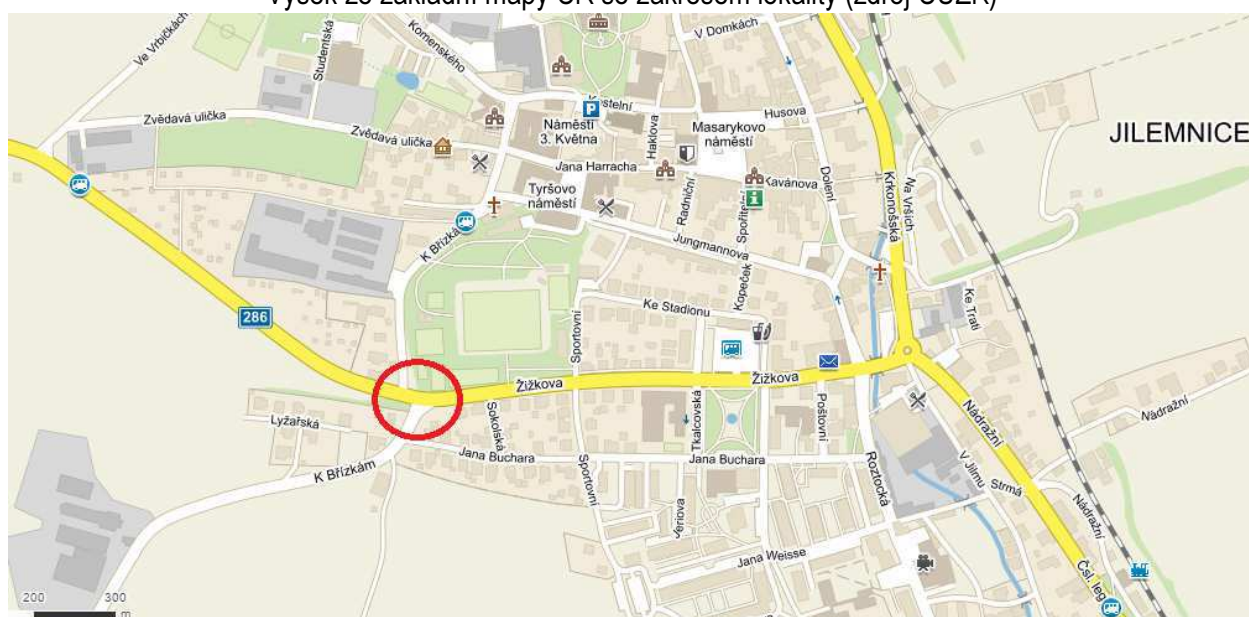 Výsek ze základní mapy ČR se zákresem lokality (zdroj ČÚZK)
V Domkách
Ve Vrbičkách
Studentská
Komenského
Kostelní
Husova
Zvědavá ulička
Zvědavá ulička
Náměstí
3. Května
Haklova
Masarykovo
náměstí
JILEMNICE
Jana Harracha
Kavánova
Dolení
Krkonošská
Na Vrších
Tyršovo
náměstí
Radniční
Spořitelní
K Břízkám
Jungmannova
Kopeček
Ke Stadionu
Ke Trati
286
Sportovní
Žižkova
Žižkova
Sokolská
Tkalcovská
Poštovní
Nádražní
Nádražní
Lyžařská
Jana Buchara
Jana Buchara
K Břízkám
Sportovní
Roztocká
V Jilmu
Strmá
Nádražní
Jeriova
Jana Weisse
Čsl. leg
200 300
m